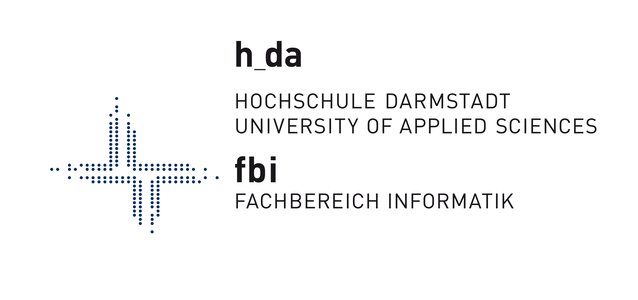 h_da
HOCHSCHULE DARMSTADT
UNIVERSITY OF APPLIED SCIENCES
fbi
FACHBEREICH INFORMATIK